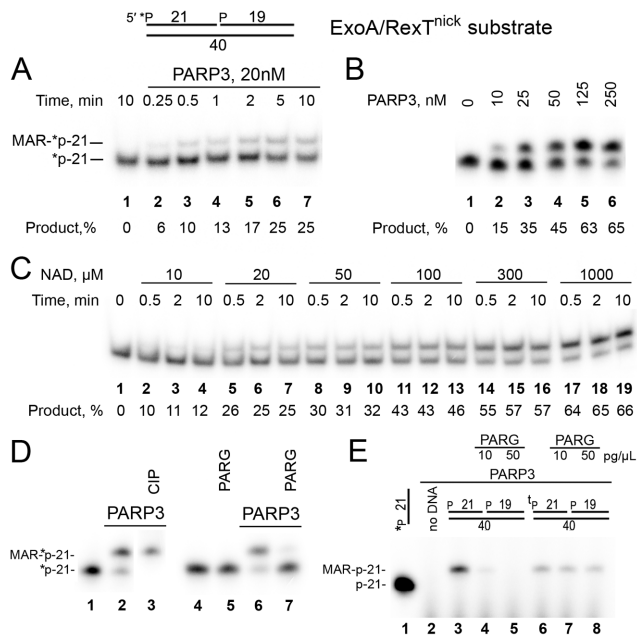 5′ *P 21 P 19
40
ExoA/RexTnick substrate
A
PARP3, 20nM
Time, min 10 0.25 0.5 1 2 5 10
MAR-*p-21
*p-21
1 2 3 4 5 6 7
Product,% 0 6 10 13 17 25 25
B
PARP3, nM 0 10 25 50 125 250
1 2 3 4 5 6
Product, % 0 15 35 45 63 65
C
NAD, µM 10 20 50 100 300 1000
Time, min 0 0.5 2 10 0.5 2 10 0.5 2 10 0.5 2 10 0.5 2 10 0.5 2 10
1 2 3 4 5 6 7 8 9 10 11 12 13 14 15 16 17 18 19
Product, % 0 10 11 12 26 25 25 30 31 32 43 43 46 55 57 57 64 65 66
D
CIP PARG PARG
PARP3 PARP3
MAR-*p-21-
*p-21-
1 2 3 4 5 6 7
E
PARG PARG
10 50 10 50 pg/µL
PARP3
*P 21
no DNA
P 21 P 19 tP 21 P 19
40 40
MAR-p-21-
p-21-
1 2 3 4 5 6 7 8